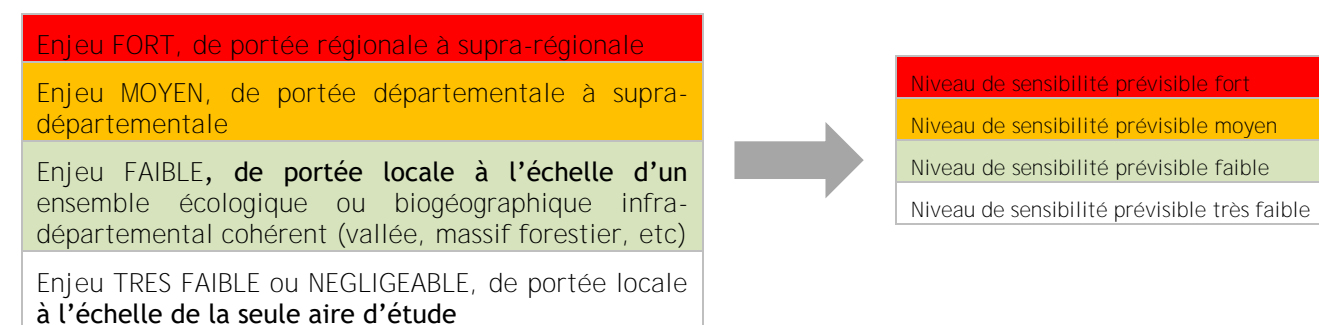 Enjeu FORT, de portée régionale à supra-régionale
Enjeu MOYEN, de portée départementale à supra-
départementale
Enjeu FAIBLE, de portée locale à l’échelle d’un
ensemble écologique ou biogéographique infra-
départemental cohérent (vallée, massif forestier, etc)
Enjeu TRES FAIBLE ou NEGLIGEABLE, de portée locale
à l’échelle de la seule aire d’étude
Niveau de sensibilité prévisible fort
Niveau de sensibilité prévisible moyen
Niveau de sensibilité prévisible faible
Niveau de sensibilité prévisible très faible